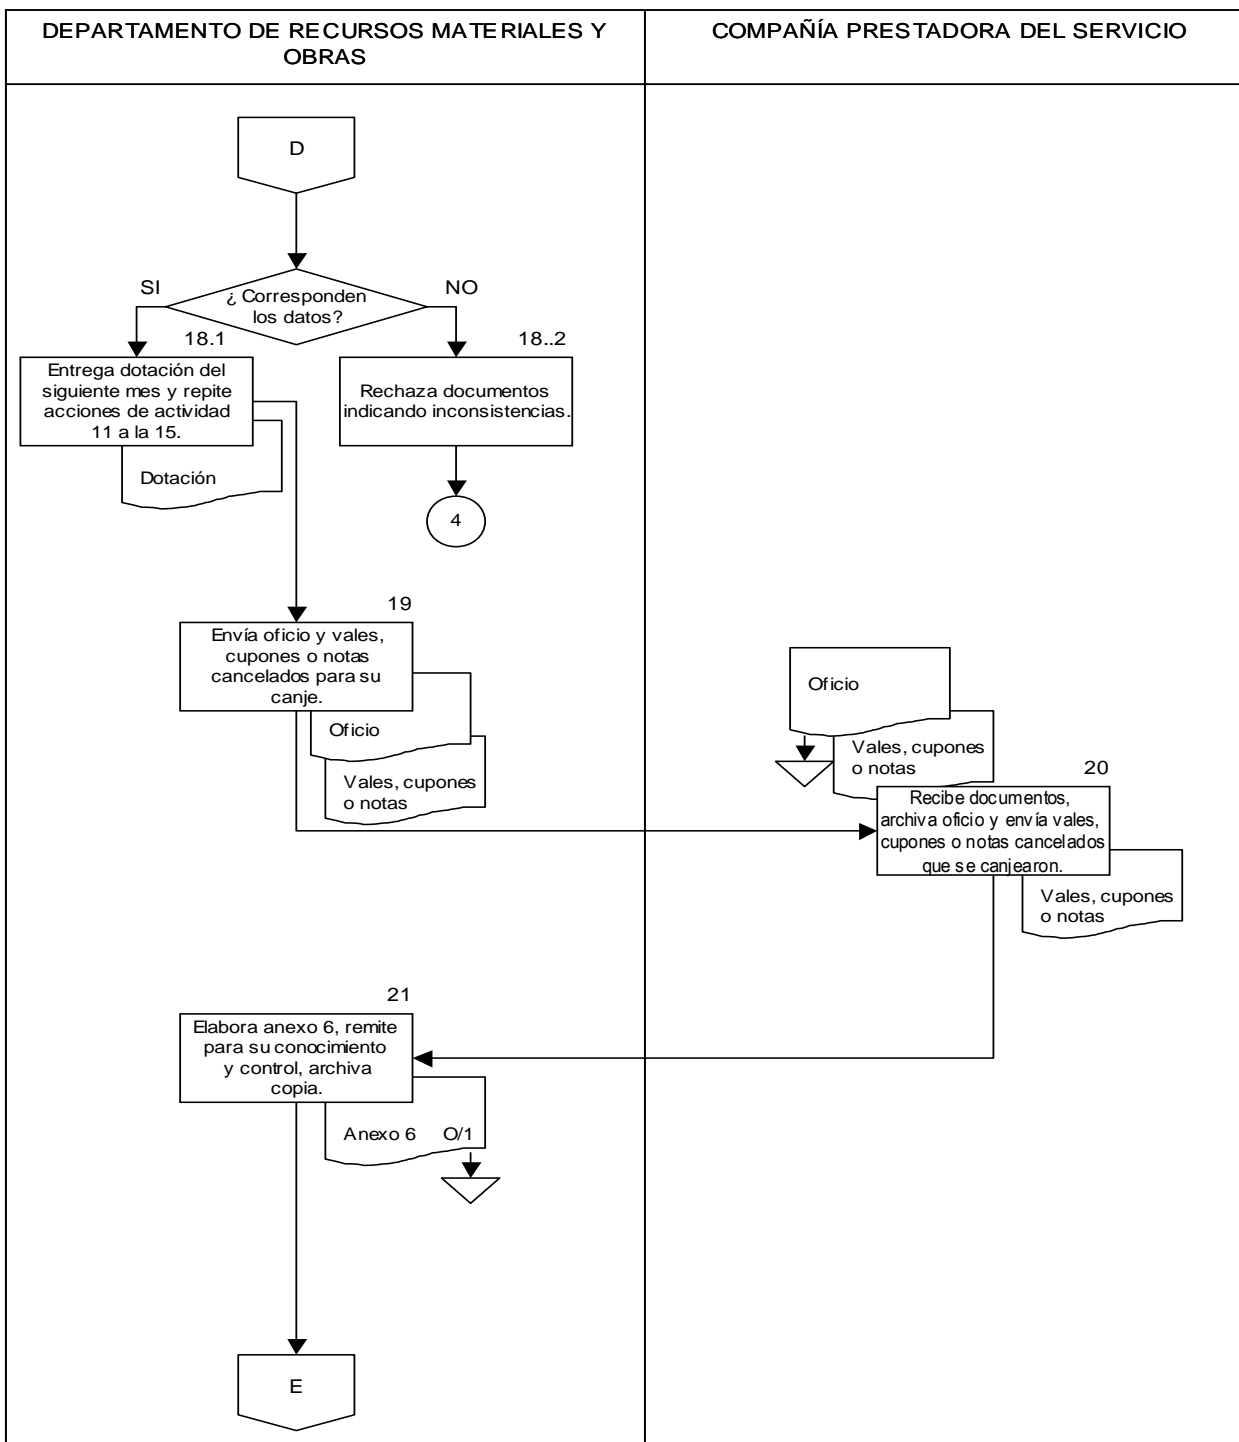 DEPARTAMENTO DE RECURSOS MATERIALES Y
OBRAS
COMPAÑÍA PRESTADORA DEL SERVICIO
D
¿ Corresponden
los datos?
SI
NO
18.1
Entrega dotación del
siguiente mes y repite
acciones de actividad
11 a la 15.
Dotación
18..2
Rechaza documentos
indicando inconsistencias.
4
19
Envía oficio y vales,
cupones o notas
cancelados para su
canje.
Oficio
Vales, cupones
o notas
Oficio
Vales, cupones
o notas
20
Recibe documentos,
archiva oficio y envía vales,
cupones o notas cancelados
que se canjearon.
Vales, cupones
o notas
21
Elabora anexo 6, remite
para su conocimiento
y control, archiva
copia.
Anexo 6 O/1
E